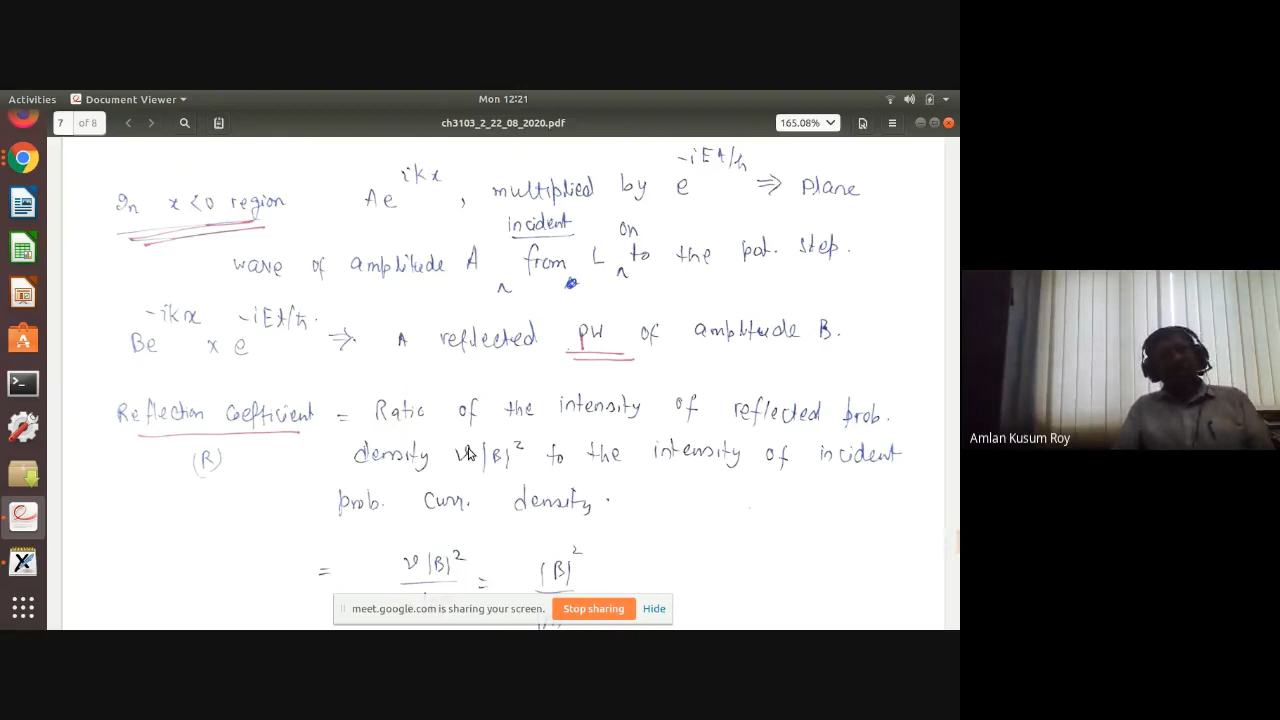 Activities Document Viewer Mon 12:21
7 of 8 ch3103_2_22_08_2020.pdf 165.08%
In x<0 region Ae^{ikx}, multiplied by e^{-iEt/ħ} ⇒ plane
wave of amplitude A incident from L on to the pot. step.
Be^{-ikx} x e^{-iEt/ħ}. ⇒ A reflected PW of amplitude B.
Reflection coefficient = Ratio of the intensity of reflected prob.
(R) density v|B|² to the intensity of incident
prob. curr. density.
= v|B|² = |B|²
meet.google.com is sharing your screen. Stop sharing Hide
Amlan Kusum Roy